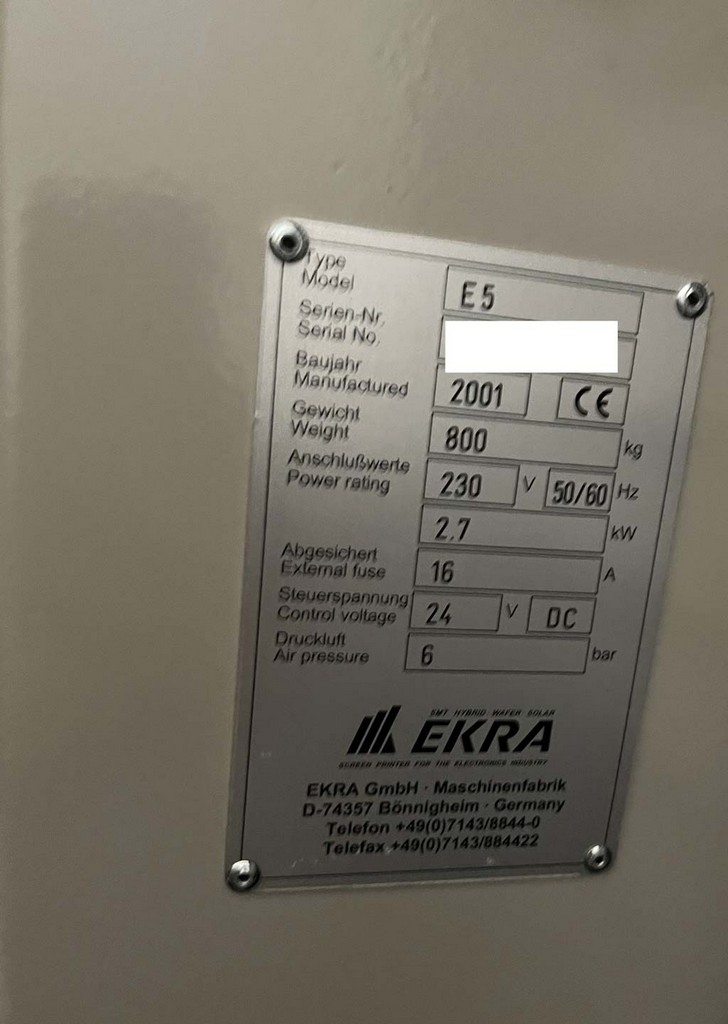 Type
Model
E5
Serien-Nr.
Serial No.
Baujahr
Manufactured
2001
CE
Gewicht
Weight
800 kg
Anschlußwerte
Power rating
230 V 50/60 Hz
2,7 kW
Abgesichert
External fuse
16 A
Steuerspannung
Control voltage
24 V DC
Druckluft
Air pressure
6 bar
SMT HYBRID WAFER SOLAR
EKRA
SCREEN PRINTER FOR THE ELECTRONICS INDUSTRY
EKRA GmbH · Maschinenfabrik
D-74357 Bönnigheim · Germany
Telefon +49(0)7143/8844-0
Telefax +49(0)7143/884422